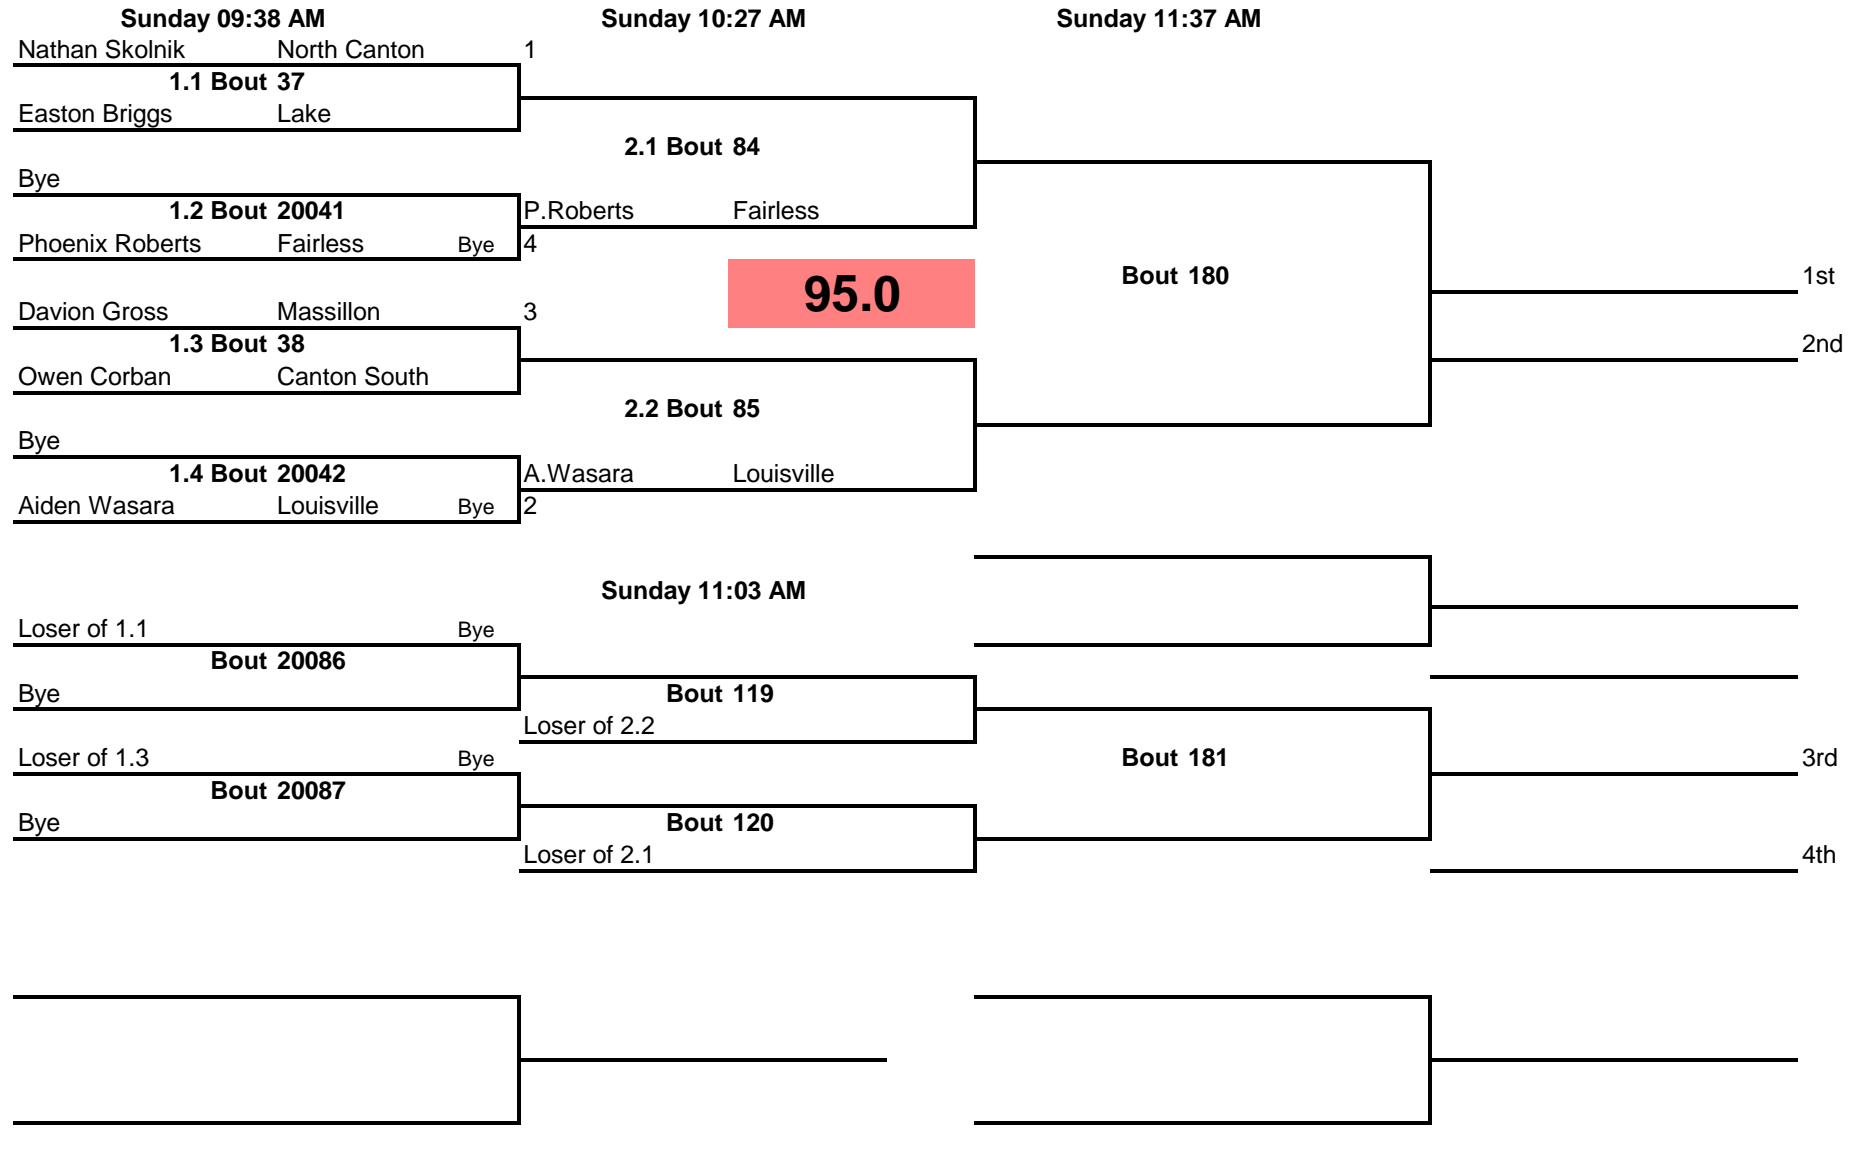 Sunday 09:38 AM Sunday 10:27 AM Sunday 11:37 AM
Nathan Skolnik North Canton 1
1.1 Bout 37
Easton Briggs Lake
2.1 Bout 84
Bye
1.2 Bout 20041 P.Roberts Fairless
Phoenix Roberts Fairless Bye 4
Bout 180 1st
95.0
Davion Gross Massillon 3
1.3 Bout 38 2nd
Owen Corban Canton South
2.2 Bout 85
Bye
1.4 Bout 20042 A.Wasara Louisville
Aiden Wasara Louisville Bye 2
Sunday 11:03 AM
Loser of 1.1 Bye
Bout 20086
Bye Bout 119
Loser of 2.2
Loser of 1.3 Bye Bout 181 3rd
Bout 20087
Bye Bout 120
Loser of 2.1 4th